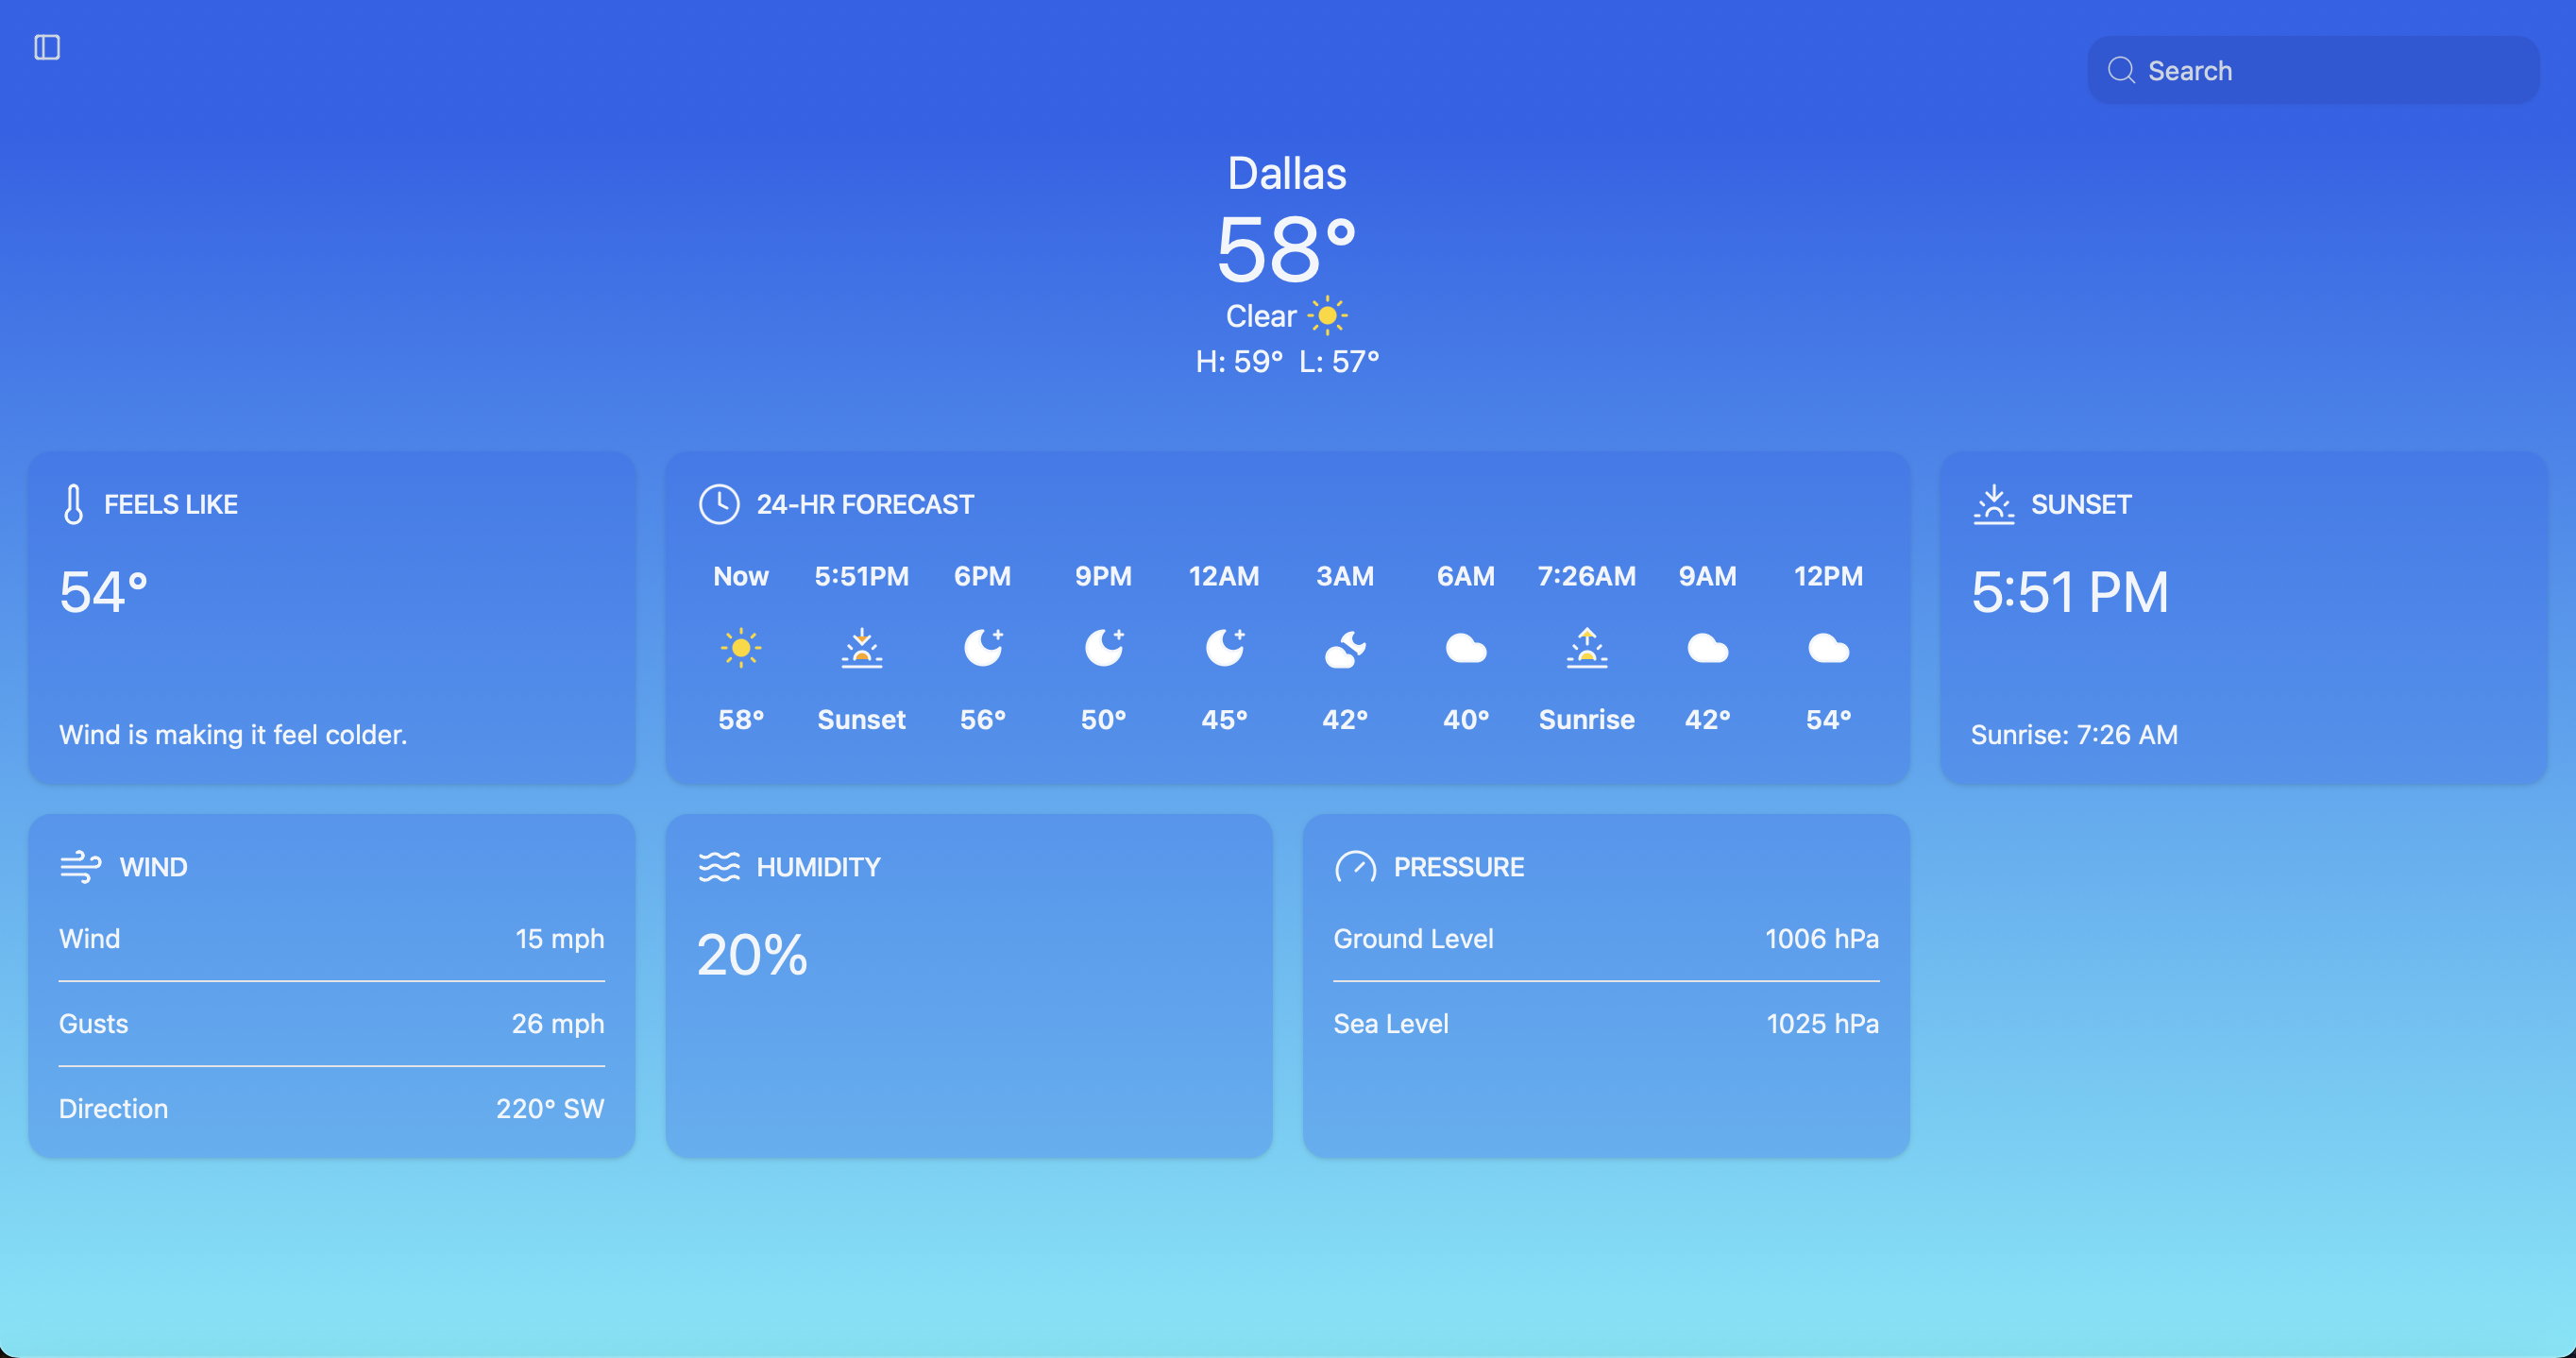 Search
Dallas
58°
Clear
H: 59° L: 57°
FEELS LIKE
54°
Wind is making it feel colder.
24-HR FORECAST
Now 5:51PM 6PM 9PM 12AM 3AM 6AM 7:26AM 9AM 12PM
58° Sunset 56° 50° 45° 42° 40° Sunrise 42° 54°
SUNSET
5:51 PM
Sunrise: 7:26 AM
WIND
Wind 15 mph
Gusts 26 mph
Direction 220° SW
HUMIDITY
20%
PRESSURE
Ground Level 1006 hPa
Sea Level 1025 hPa